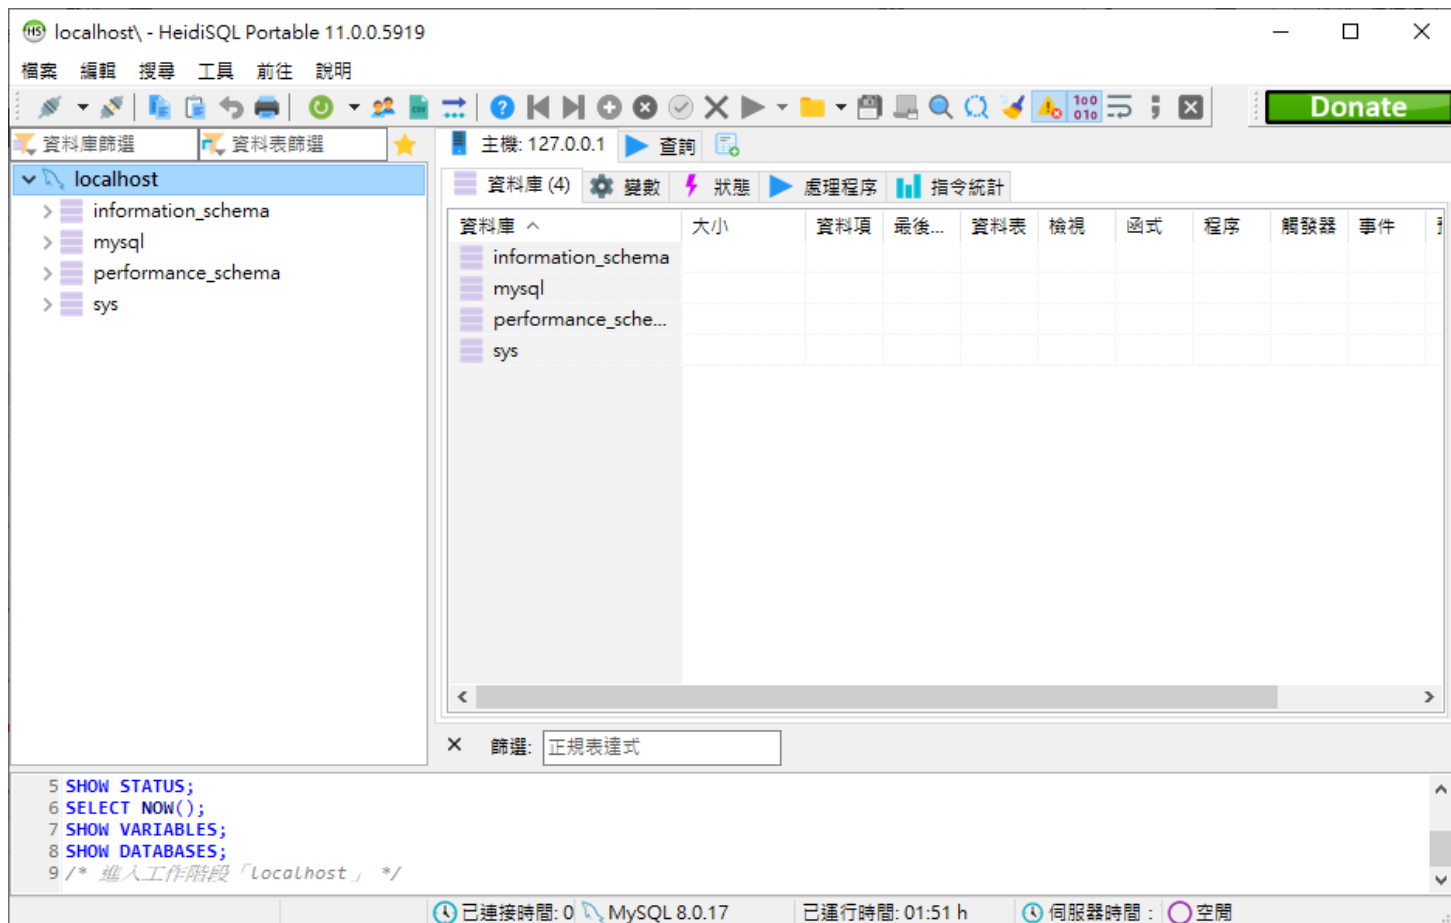 localhost\ - HeidiSQL Portable 11.0.0.5919
檔案 編輯 搜尋 工具 前往 說明
Donate
資料庫篩選 資料表篩選
主機: 127.0.0.1 查詢
localhost
information_schema
mysql
performance_schema
sys
資料庫 (4) 變數 狀態 處理程序 指令統計
資料庫 大小 資料項 最後... 資料表 檢視 函式 程序 觸發器 事件
information_schema
mysql
performance_sche...
sys
篩選: 正規表達式
5 SHOW STATUS;
6 SELECT NOW();
7 SHOW VARIABLES;
8 SHOW DATABASES;
9 /* 進入工作階段「localhost」 */
已連接時間: 0 MySQL 8.0.17 已運行時間: 01:51 h 伺服器時間: 空閒